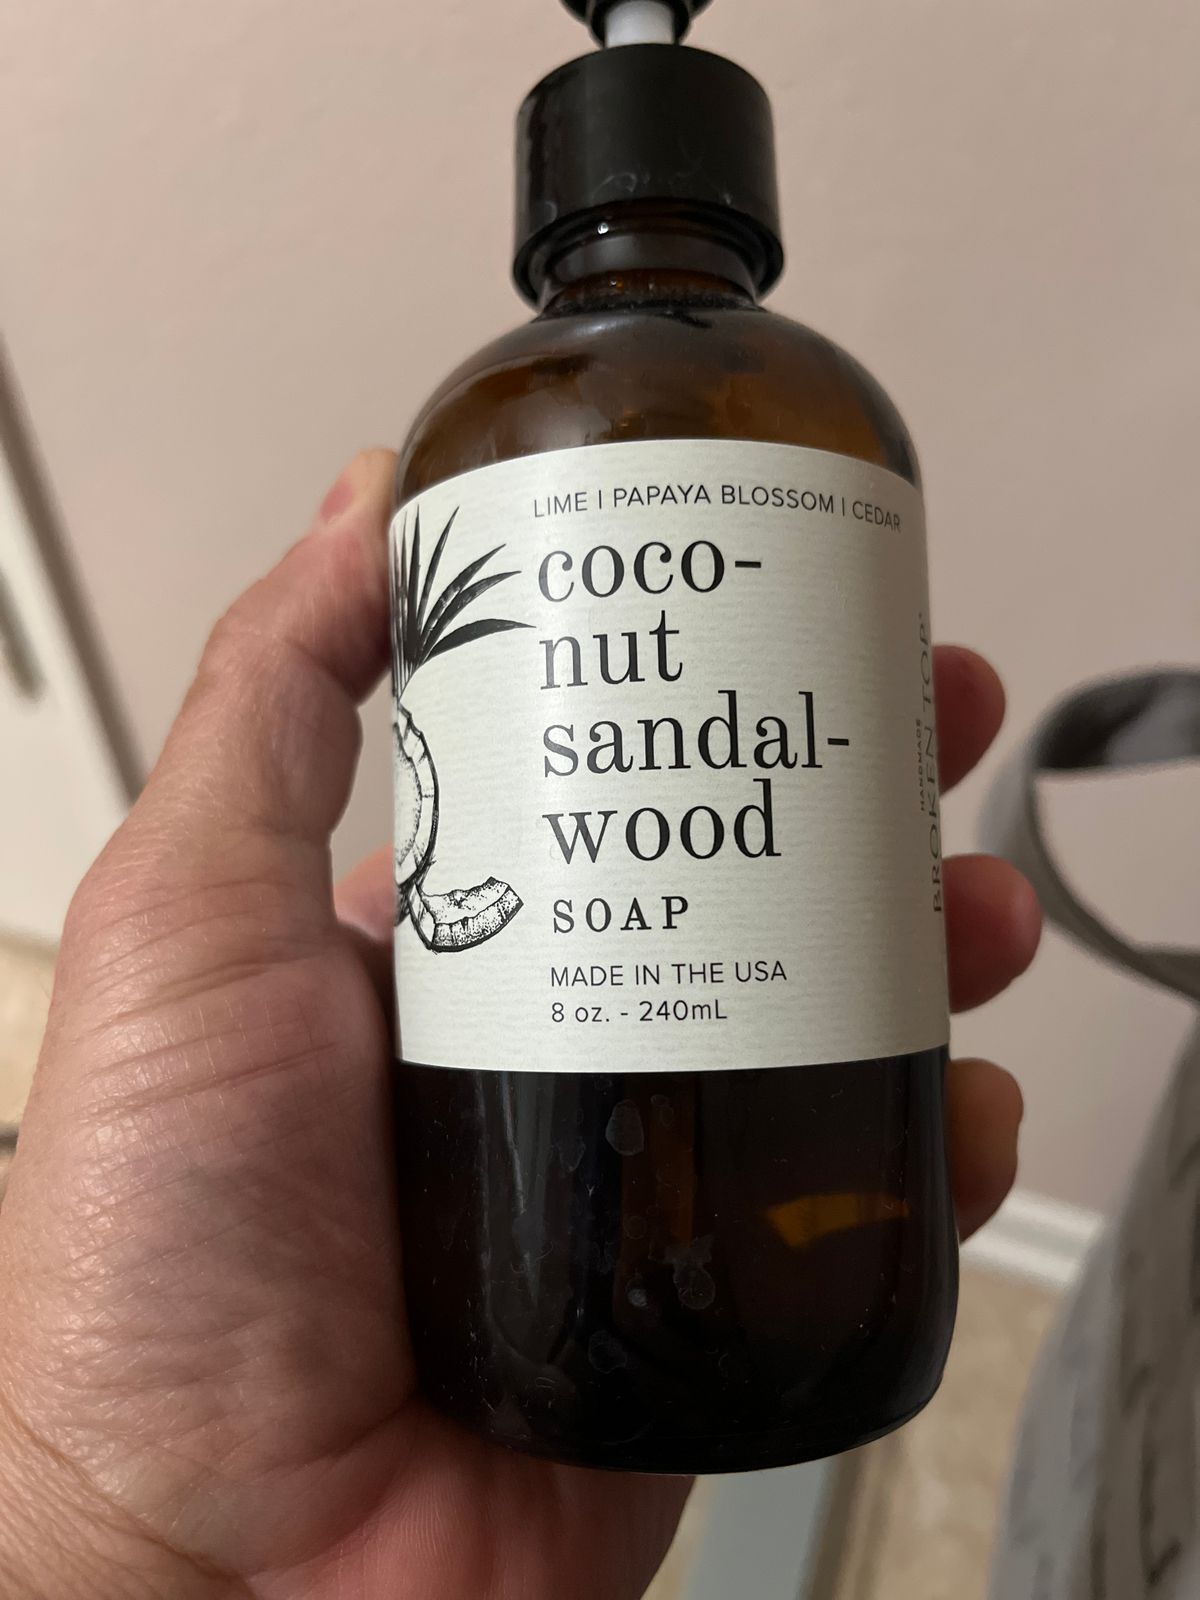 LIME | PAPAYA BLOSSOM | CEDAR
coco-
nut
sandal-
wood
SOAP
MADE IN THE USA
8 oz. - 240mL
HANDMADE
BROKEN TOP